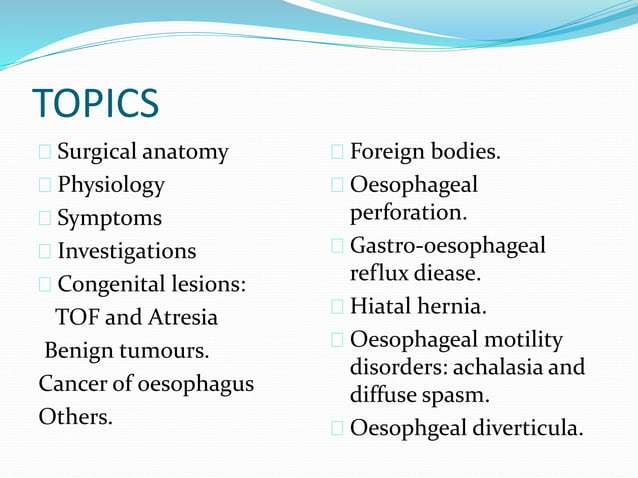 TOPICS
Surgical anatomy
Physiology
Symptoms
Investigations
Congenital lesions:
TOF and Atresia
Benign tumours.
Cancer of oesophagus
Others.
Foreign bodies.
Oesophageal
perforation.
Gastro-oesophageal
reflux diease.
Hiatal hernia.
Oesophageal motility
disorders: achalasia and
diffuse spasm.
Oesophgeal diverticula.